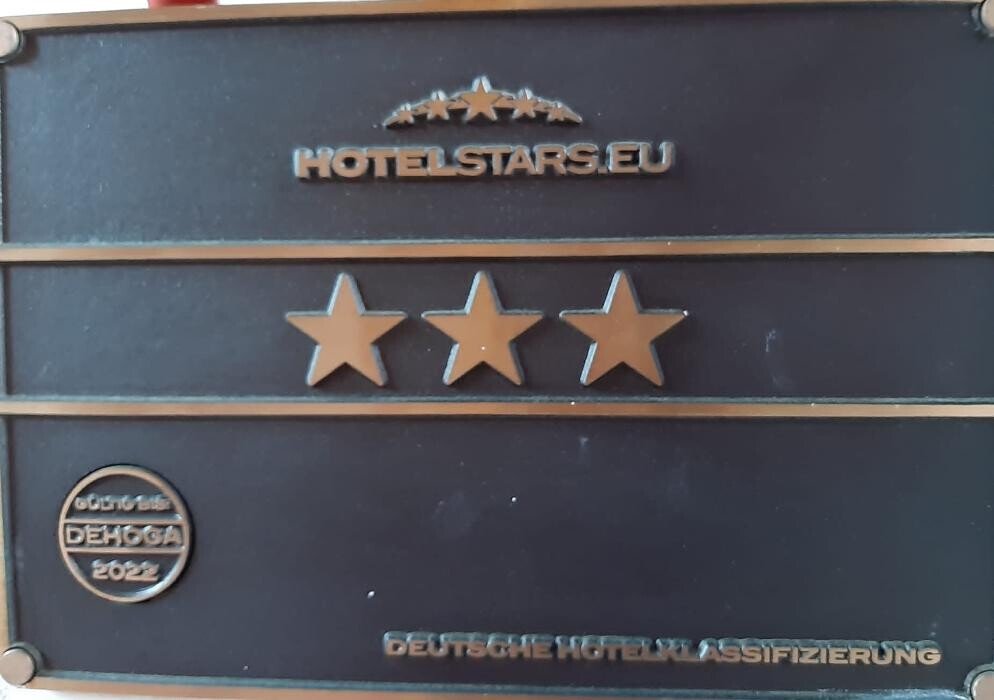 HOTELSTARS.EU
GÜLTIG BIS:
DEHOGA
2022
DEUTSCHE HOTELKLASSIFIZIERUNG